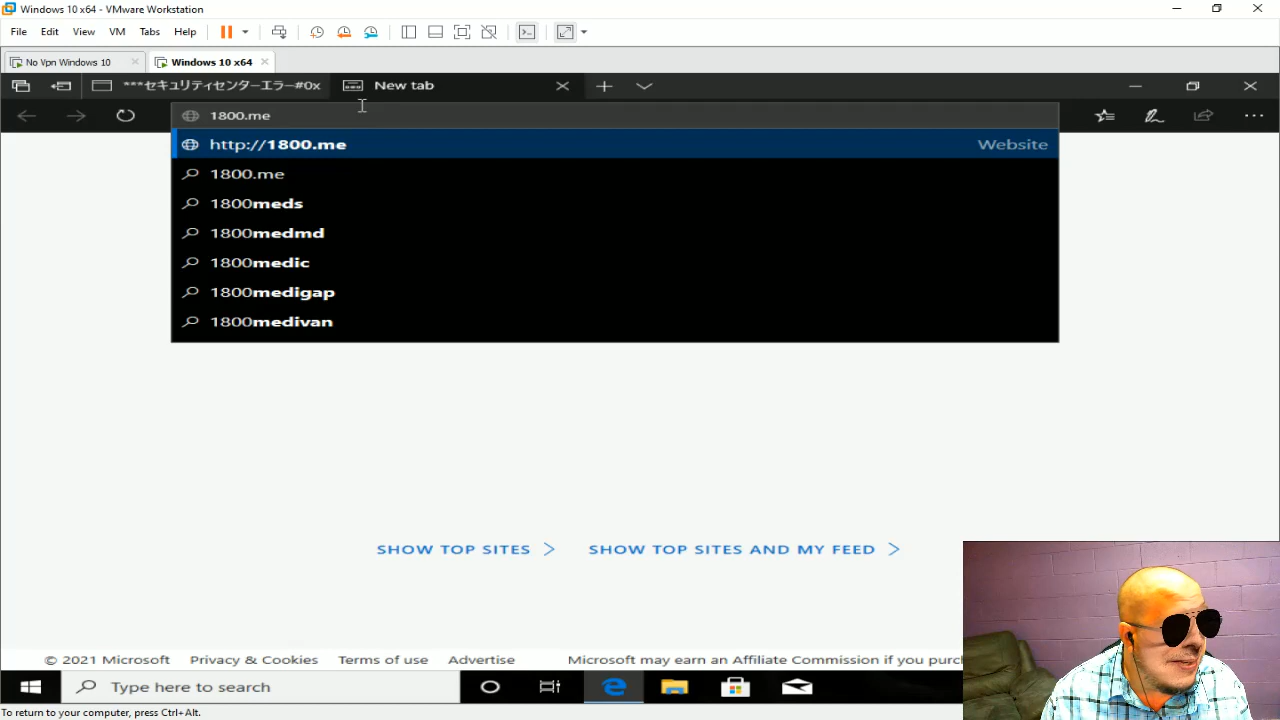 Windows 10 x64 - VMware Workstation
File Edit View VM Tabs Help
No Vpn Windows 10 Windows 10 x64
***セキュリティセンターエラー#0x New tab
1800.me
http://1800.me Website
1800.me
1800meds
1800medmd
1800medic
1800medigap
1800medivan
SHOW TOP SITES SHOW TOP SITES AND MY FEED
© 2021 Microsoft Privacy & Cookies Terms of use Advertise Microsoft may earn an Affiliate Commission if you purch
Type here to search
To return to your computer, press Ctrl+Alt.